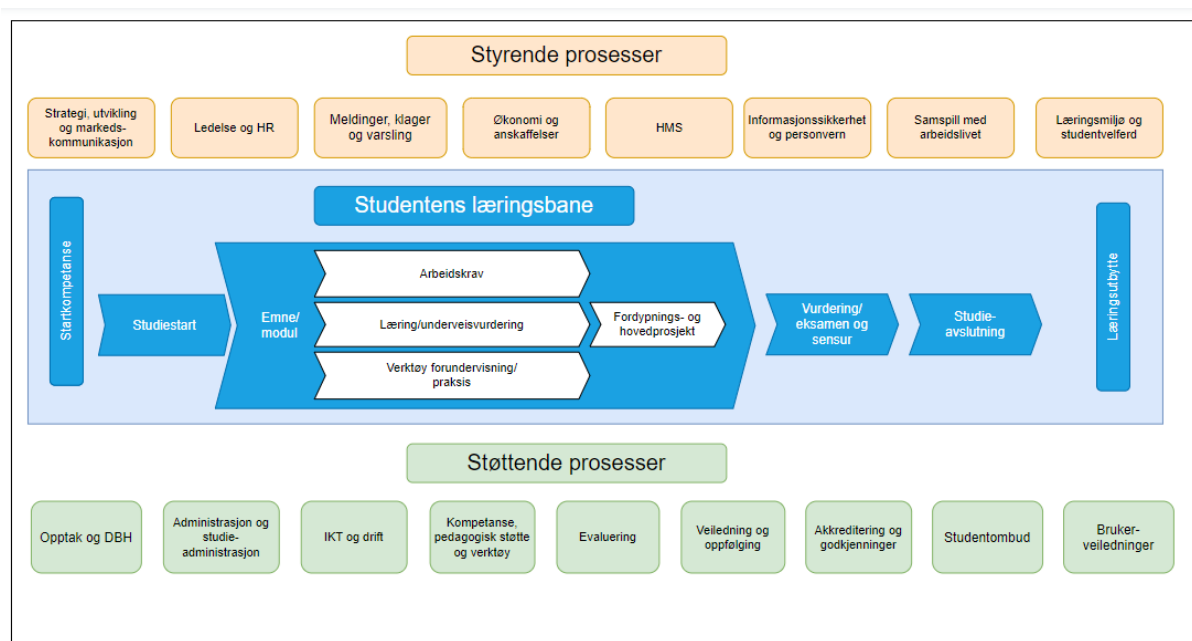 Styrende prosesser
Strategi, utvikling
og markeds-
kommunikasjon
Ledelse og HR
Meldinger, klager
og varsling
Økonomi og
anskaffelser
HMS
Informasjonssikkerhet
og personvern
Samspill med
arbeidslivet
Læringsmiljø og
studentvelferd
Studentens læringsbane
Startkompetanse
Studiestart
Emne/
modul
Arbeidskrav
Læring/underveisvurdering
Verktøy forundervisning/
praksis
Fordypnings- og
hovedprosjekt
Vurdering/
eksamen og
sensur
Studie-
avslutning
Læringsutbytte
Støttende prosesser
Opptak og DBH
Administrasjon og
studie-
administrasjon
IKT og drift
Kompetanse,
pedagogisk støtte
og verktøy
Evaluering
Veiledning og
oppfølging
Akkreditering og
godkjenninger
Studentombud
Bruker-
veiledninger